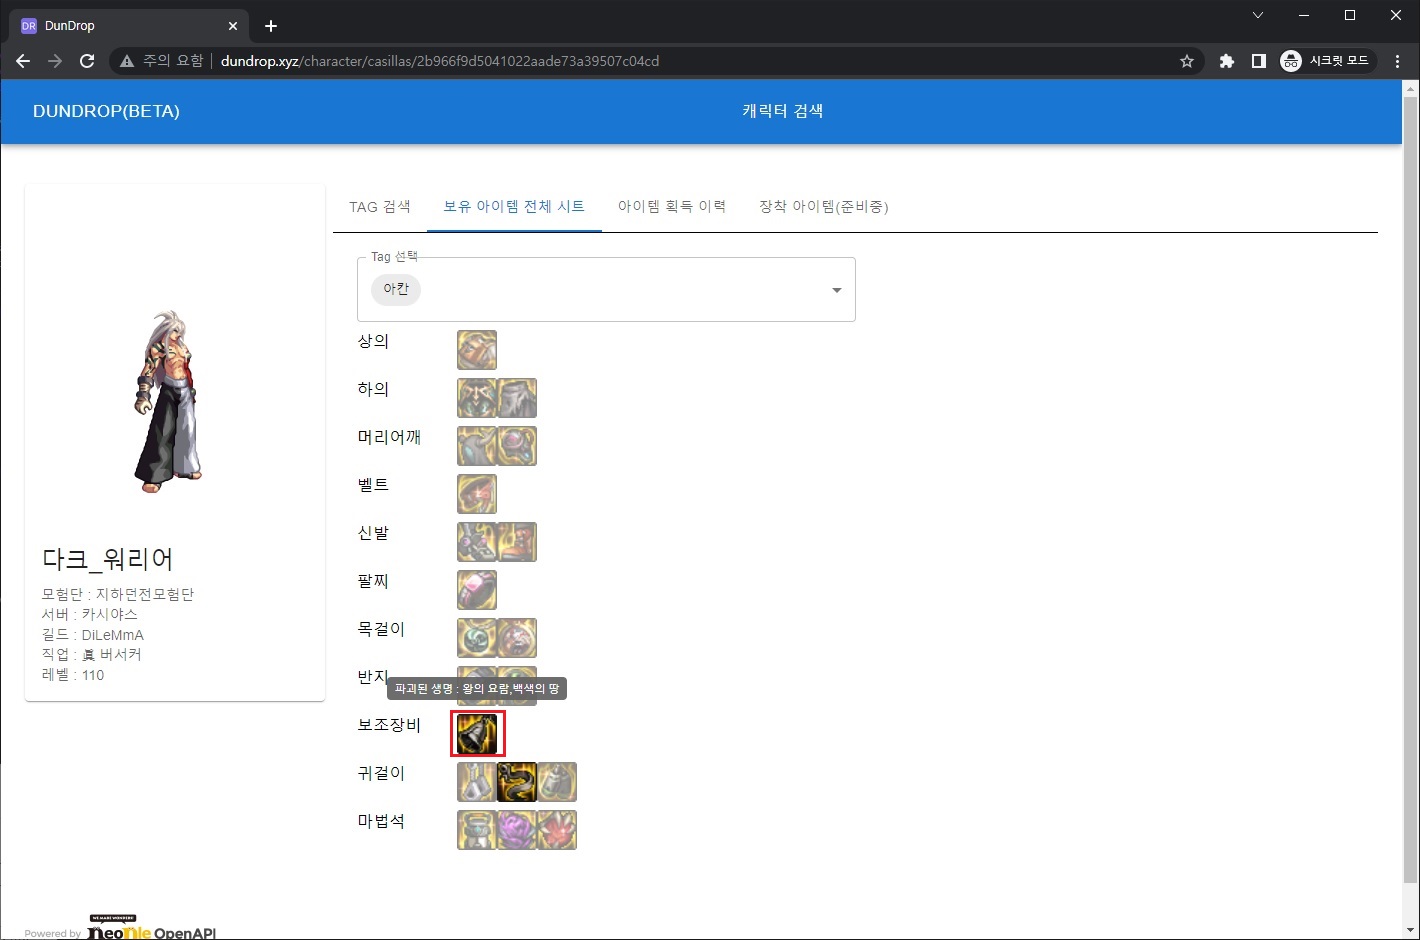 DR DunDrop
주의 요함 dundrop.xyz/character/casillas/2b966f9d5041022aade73a39507c04cd
시크릿 모드
DUNDROP(BETA)
캐릭터 검색
TAG 검색
보유 아이템 전체 시트
아이템 획득 이력
장착 아이템(준비중)
Tag 선택
아칸
상의
하의
머리어깨
벨트
신발
팔찌
목걸이
반지
파괴된 생명 : 왕의 요람,백색의 땅
보조장비
귀걸이
마법석
다크_워리어
모험단 : 지하던전모험단
서버 : 카시야스
길드 : DiLeMmA
직업 : 眞 버서커
레벨 : 110
WE MAKE WONDERS!
Powered by Neople OpenAPI